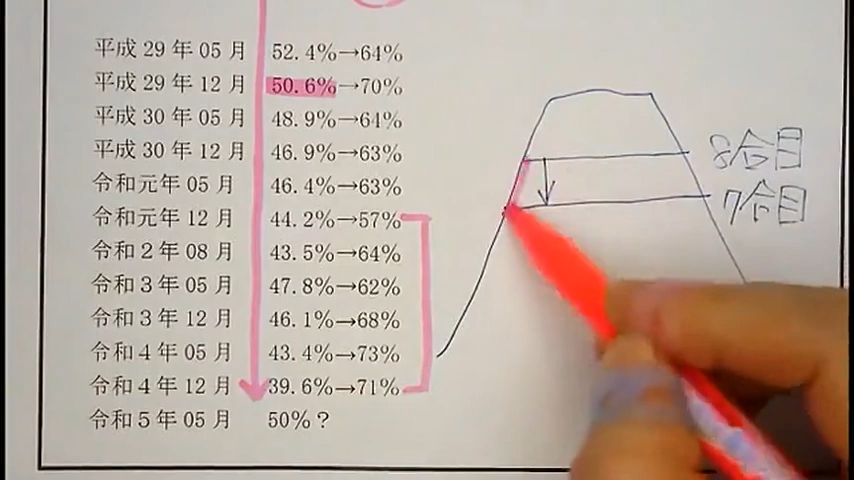 平成 29 年 05 月 52.4%→64%
平成 29 年 12 月 50.6%→70%
平成 30 年 05 月 48.9%→64%
平成 30 年 12 月 46.9%→63%
令和元年 05 月 46.4%→63%
令和元年 12 月 44.2%→57%
令和 2 年 08 月 43.5%→64%
令和 3 年 05 月 47.8%→62%
令和 3 年 12 月 46.1%→68%
令和 4 年 05 月 43.4%→73%
令和 4 年 12 月 39.6%→71%
令和 5 年 05 月 50%？
8合目
7合目